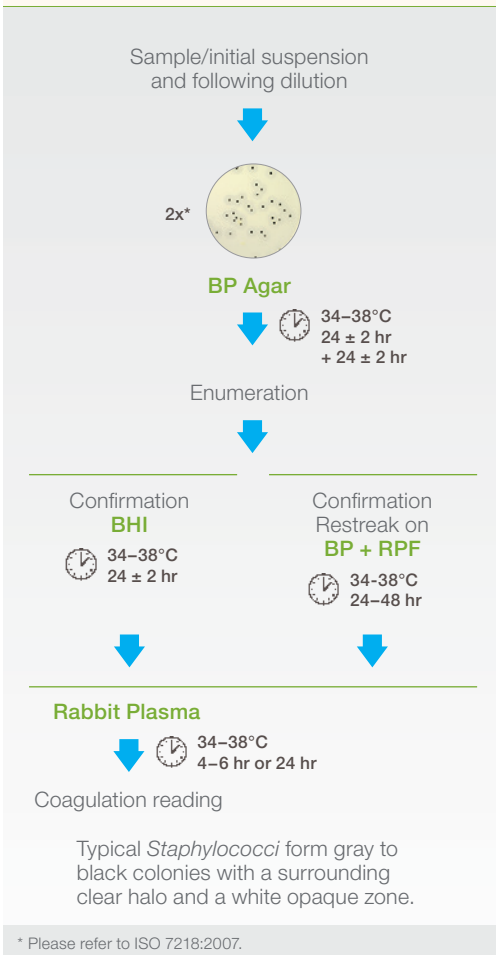 Sample/initial suspension
and following dilution
2x*
BP Agar
34–38°C
24 ± 2 hr
+ 24 ± 2 hr
Enumeration
Confirmation
BHI
34–38°C
24 ± 2 hr
Confirmation
Restreak on
BP + RPF
34-38°C
24–48 hr
Rabbit Plasma
34–38°C
4–6 hr or 24 hr
Coagulation reading
Typical Staphylococci form gray to
black colonies with a surrounding
clear halo and a white opaque zone.
* Please refer to ISO 7218:2007.